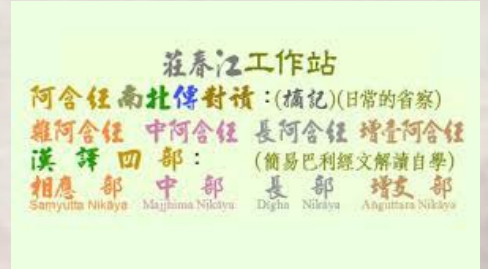 莊春江工作站
阿含經南北傳對讀:(摘記)(日常的省察)
雜阿含經 中阿含經 長阿含經 增壹阿含經
漢譯四部: (簡易巴利經文解讀自學)
相應部 中部 長部 增支部
Samyutta Nikāya Majjhima Nikāya Dīgha Nikāya Aṅguttara Nikāya